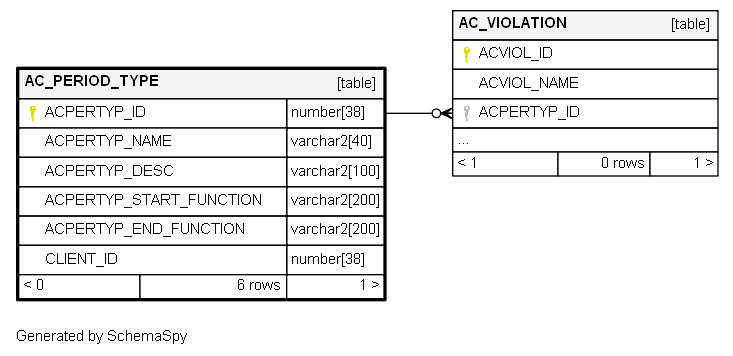 AC_VIOLATION [table]
ACVIOL_ID
ACVIOL_NAME
ACPERTYP_ID
...
< 1 0 rows 1 >
AC_PERIOD_TYPE [table]
ACPERTYP_ID number[38]
ACPERTYP_NAME varchar2[40]
ACPERTYP_DESC varchar2[100]
ACPERTYP_START_FUNCTION varchar2[200]
ACPERTYP_END_FUNCTION varchar2[200]
CLIENT_ID number[38]
< 0 6 rows 1 >
Generated by SchemaSpy